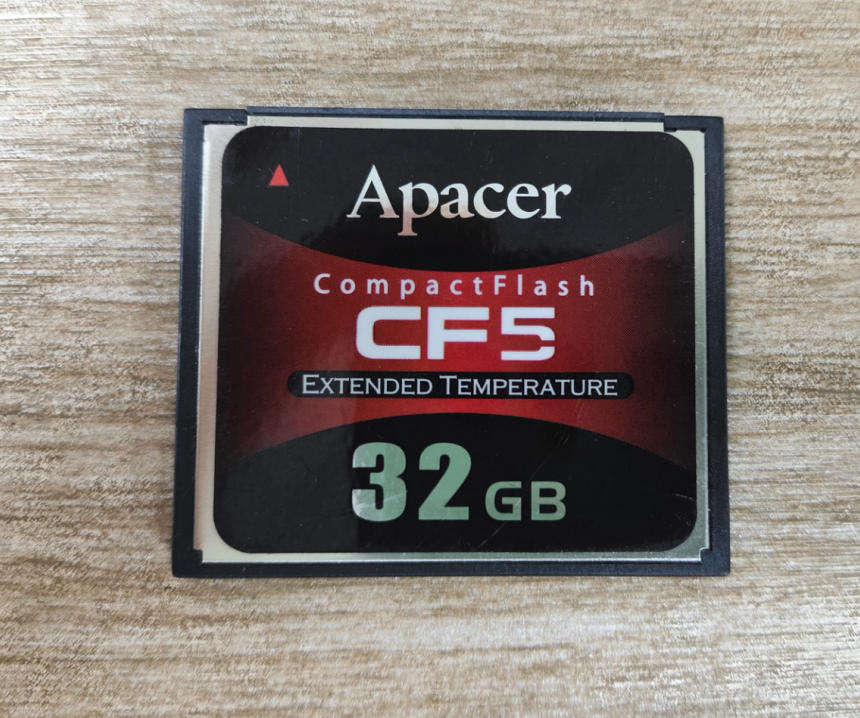 Apacer
CompactFlash
CF5
EXTENDED TEMPERATURE
32 GB